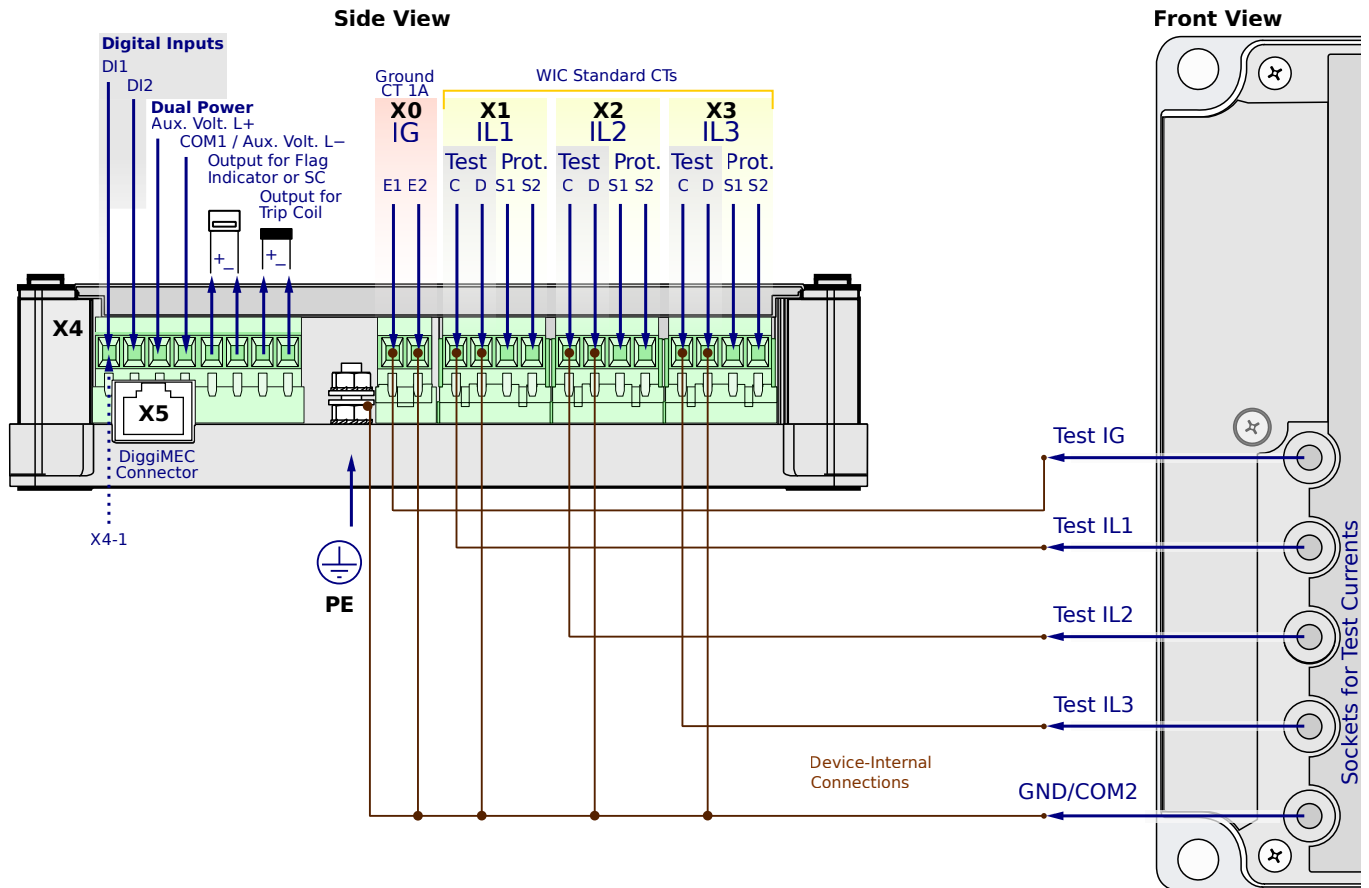 Side View
Front View
Digital Inputs
DI1
DI2
Dual Power
Aux. Volt. L+
COM1 / Aux. Volt. L−
Output for Flag
Indicator or SC
Output for
Trip Coil
+
−
+
−
Ground
CT 1A
WIC Standard CTs
X0
IG
E1 E2
X1
IL1
Test Prot.
C D S1 S2
X2
IL2
Test Prot.
C D S1 S2
X3
IL3
Test Prot.
C D S1 S2
X4
X5
DiggiMEC
Connector
X4-1
PE
Test IG
Test IL1
Test IL2
Test IL3
GND/COM2
Device-Internal
Connections
Sockets for Test Currents